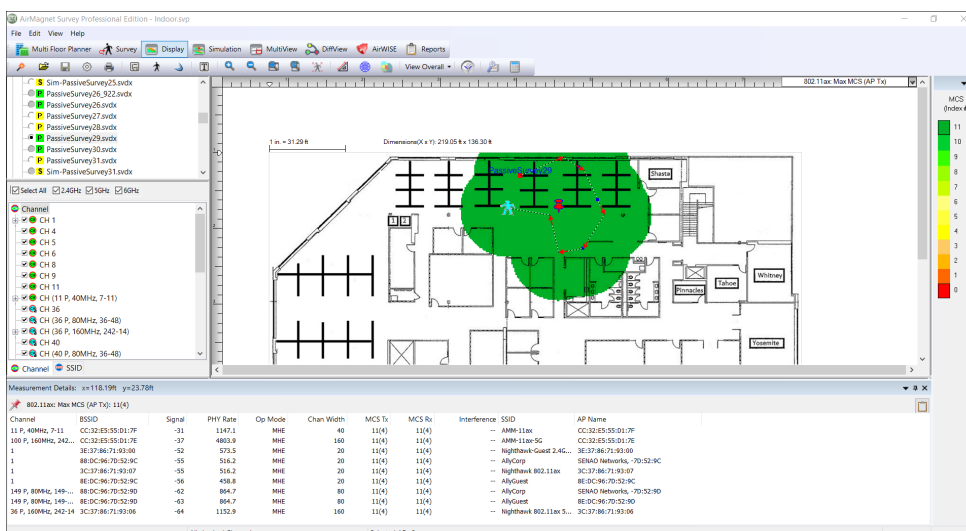 AirMagnet Survey Professional Edition - Indoor.svp
File Edit View Help
Multi Floor Planner Survey Display Simulation MultiView DiffView AirWISE Reports
View Overall
S Sim-PassiveSurvey25.svdx
P PassiveSurvey26_922.svdx
P PassiveSurvey26.svdx
P PassiveSurvey27.svdx
P PassiveSurvey28.svdx
P PassiveSurvey29.svdx
P PassiveSurvey30.svdx
P PassiveSurvey31.svdx
S Sim-PassiveSurvey31.svdx
Select All 2.4GHz 5GHz 6GHz
Channel
CH 1
CH 4
CH 5
CH 6
CH 8
CH 9
CH 11
CH (11 P, 40MHz, 7-11)
CH 36
CH (36 P, 80MHz, 36-48)
CH (36 P, 160MHz, 242-14)
CH 40
CH (40 P, 80MHz, 36-48)
Channel SSID
802.11ax: Max MCS (AP Tx)
1 in. = 31.29 ft Dimensions(X x Y): 219.05 ft x 136.30 ft
PassiveSurvey29
Shasta
1 2
Whitney
Tahoe
Pinnacles
Yosemite
MCS
(Index #
11
10
9
8
7
6
5
4
3
2
1
0
Measurement Details: x=118.19ft y=23.78ft
802.11ax: Max MCS (AP Tx): 11(4)
Channel BSSID Signal PHY Rate Op Mode Chan Width MCS Tx MCS Rx Interference SSID AP Name
11 P, 40MHz, 7-11 CC:32:E5:55:D1:7F -31 1147.1 MHE 40 11(4) 11(4) -- AMM-11ax CC:32:E5:55:D1:7F
100 P, 160MHz, 242... CC:32:E5:55:D1:7E -37 4803.9 MHE 160 11(4) 11(4) -- AMM-11ax-5G CC:32:E5:55:D1:7E
1 3E:37:86:71:93:00 -52 573.5 MHE 20 11(4) 11(4) -- Nighthawk-Guest 2.4G... 3E:37:86:71:93:00
1 88:DC:96:7D:52:9C -55 516.2 MHE 20 11(4) 11(4) -- AllyCorp SENAO Networks, -7D:52:9C
1 3C:37:86:71:93:07 -55 516.2 MHE 20 11(4) 11(4) -- Nighthawk 802.11ax 3C:37:86:71:93:07
1 8E:DC:96:7D:52:9C -56 458.8 MHE 20 11(4) 11(4) -- AllyGuest 8E:DC:96:7D:52:9C
149 P, 80MHz, 149-... 88:DC:96:7D:52:9D -62 864.7 MHE 80 11(4) 11(4) -- AllyCorp SENAO Networks, -7D:52:9D
149 P, 80MHz, 149-... 8E:DC:96:7D:52:9D -63 864.7 MHE 80 11(4) 11(4) -- AllyGuest 8E:DC:96:7D:52:9D
36 P, 160MHz, 242-14 3C:37:86:71:93:06 -64 1152.9 MHE 160 11(4) 11(4) -- Nighthawk 802.11ax 5... 3C:37:86:71:93:06